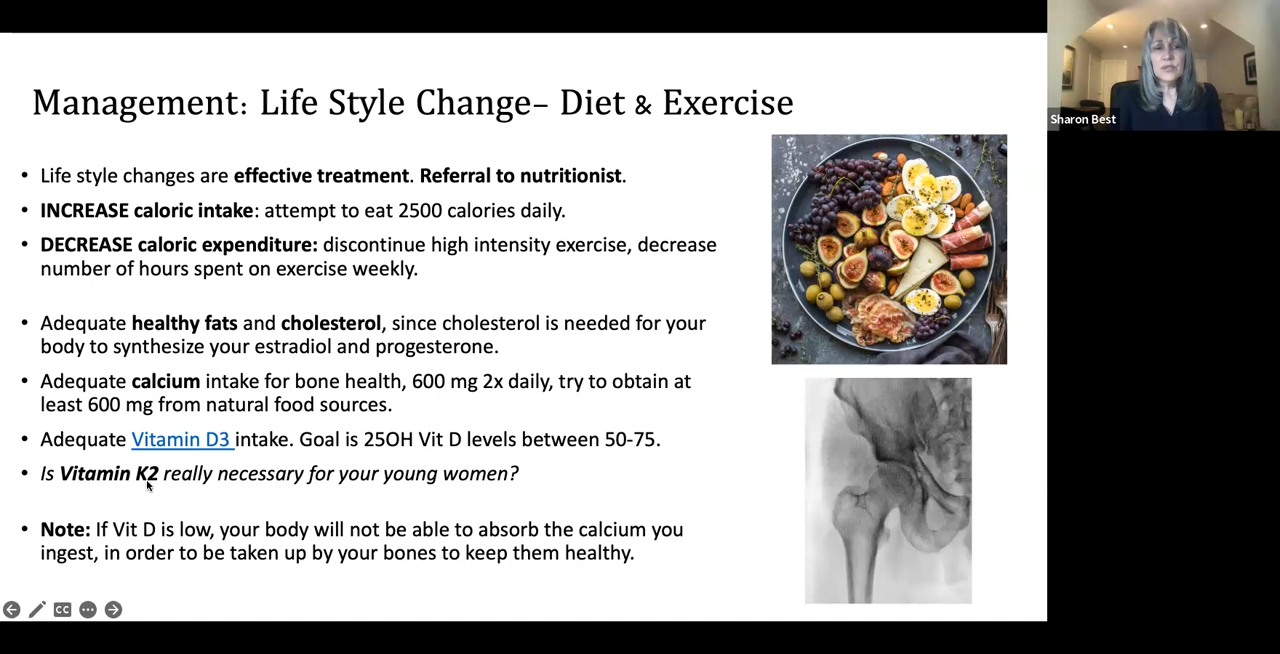 Management: Life Style Change– Diet & Exercise
Sharon Best
• Life style changes are effective treatment. Referral to nutritionist.
• INCREASE caloric intake: attempt to eat 2500 calories daily.
• DECREASE caloric expenditure: discontinue high intensity exercise, decrease
number of hours spent on exercise weekly.
• Adequate healthy fats and cholesterol, since cholesterol is needed for your
body to synthesize your estradiol and progesterone.
• Adequate calcium intake for bone health, 600 mg 2x daily, try to obtain at
least 600 mg from natural food sources.
• Adequate Vitamin D3 intake. Goal is 25OH Vit D levels between 50-75.
• Is Vitamin K2 really necessary for your young women?
• Note: If Vit D is low, your body will not be able to absorb the calcium you
ingest, in order to be taken up by your bones to keep them healthy.
CC